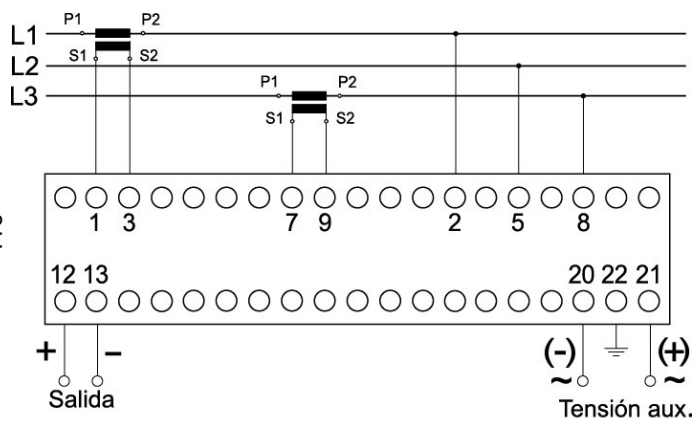 P1 P2
L1
S1 S2
L2
P1 P2
L3
S1 S2
1 3 7 9 2 5 8
12 13 20 22 21
+ − (-) (+)
~ ~
Salida Tensión aux.